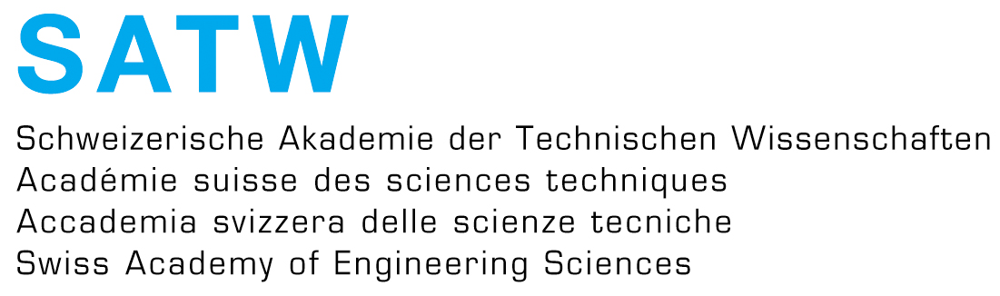 SATW
Schweizerische Akademie der Technischen Wissenschaften
Académie suisse des sciences techniques
Accademia svizzera delle scienze tecniche
Swiss Academy of Engineering Sciences